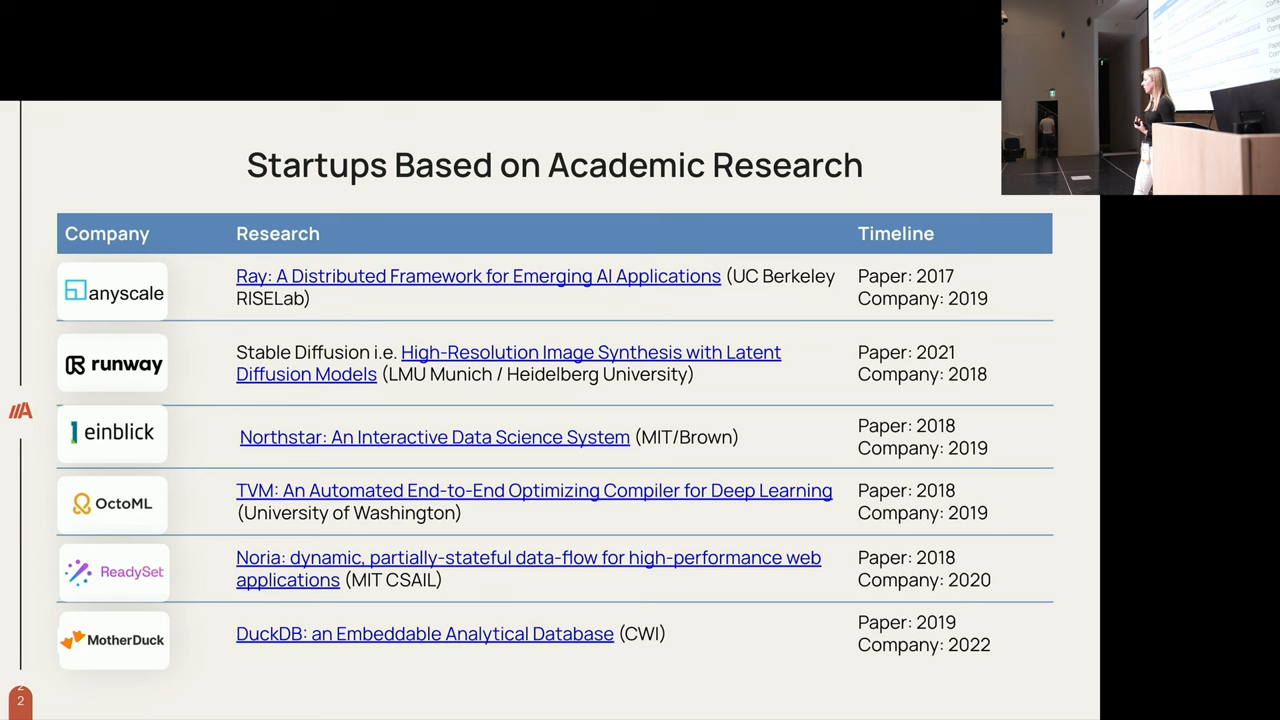 Startups Based on Academic Research
Company Research Timeline
anyscale
Ray: A Distributed Framework for Emerging AI Applications (UC Berkeley
RISELab)
Paper: 2017
Company: 2019
runway
Stable Diffusion i.e. High-Resolution Image Synthesis with Latent
Diffusion Models (LMU Munich / Heidelberg University)
Paper: 2021
Company: 2018
einblick
Northstar: An Interactive Data Science System (MIT/Brown)
Paper: 2018
Company: 2019
OctoML
TVM: An Automated End-to-End Optimizing Compiler for Deep Learning
(University of Washington)
Paper: 2018
Company: 2019
ReadySet
Noria: dynamic, partially-stateful data-flow for high-performance web
applications (MIT CSAIL)
Paper: 2018
Company: 2020
MotherDuck
DuckDB: an Embeddable Analytical Database (CWI)
Paper: 2019
Company: 2022
2
2